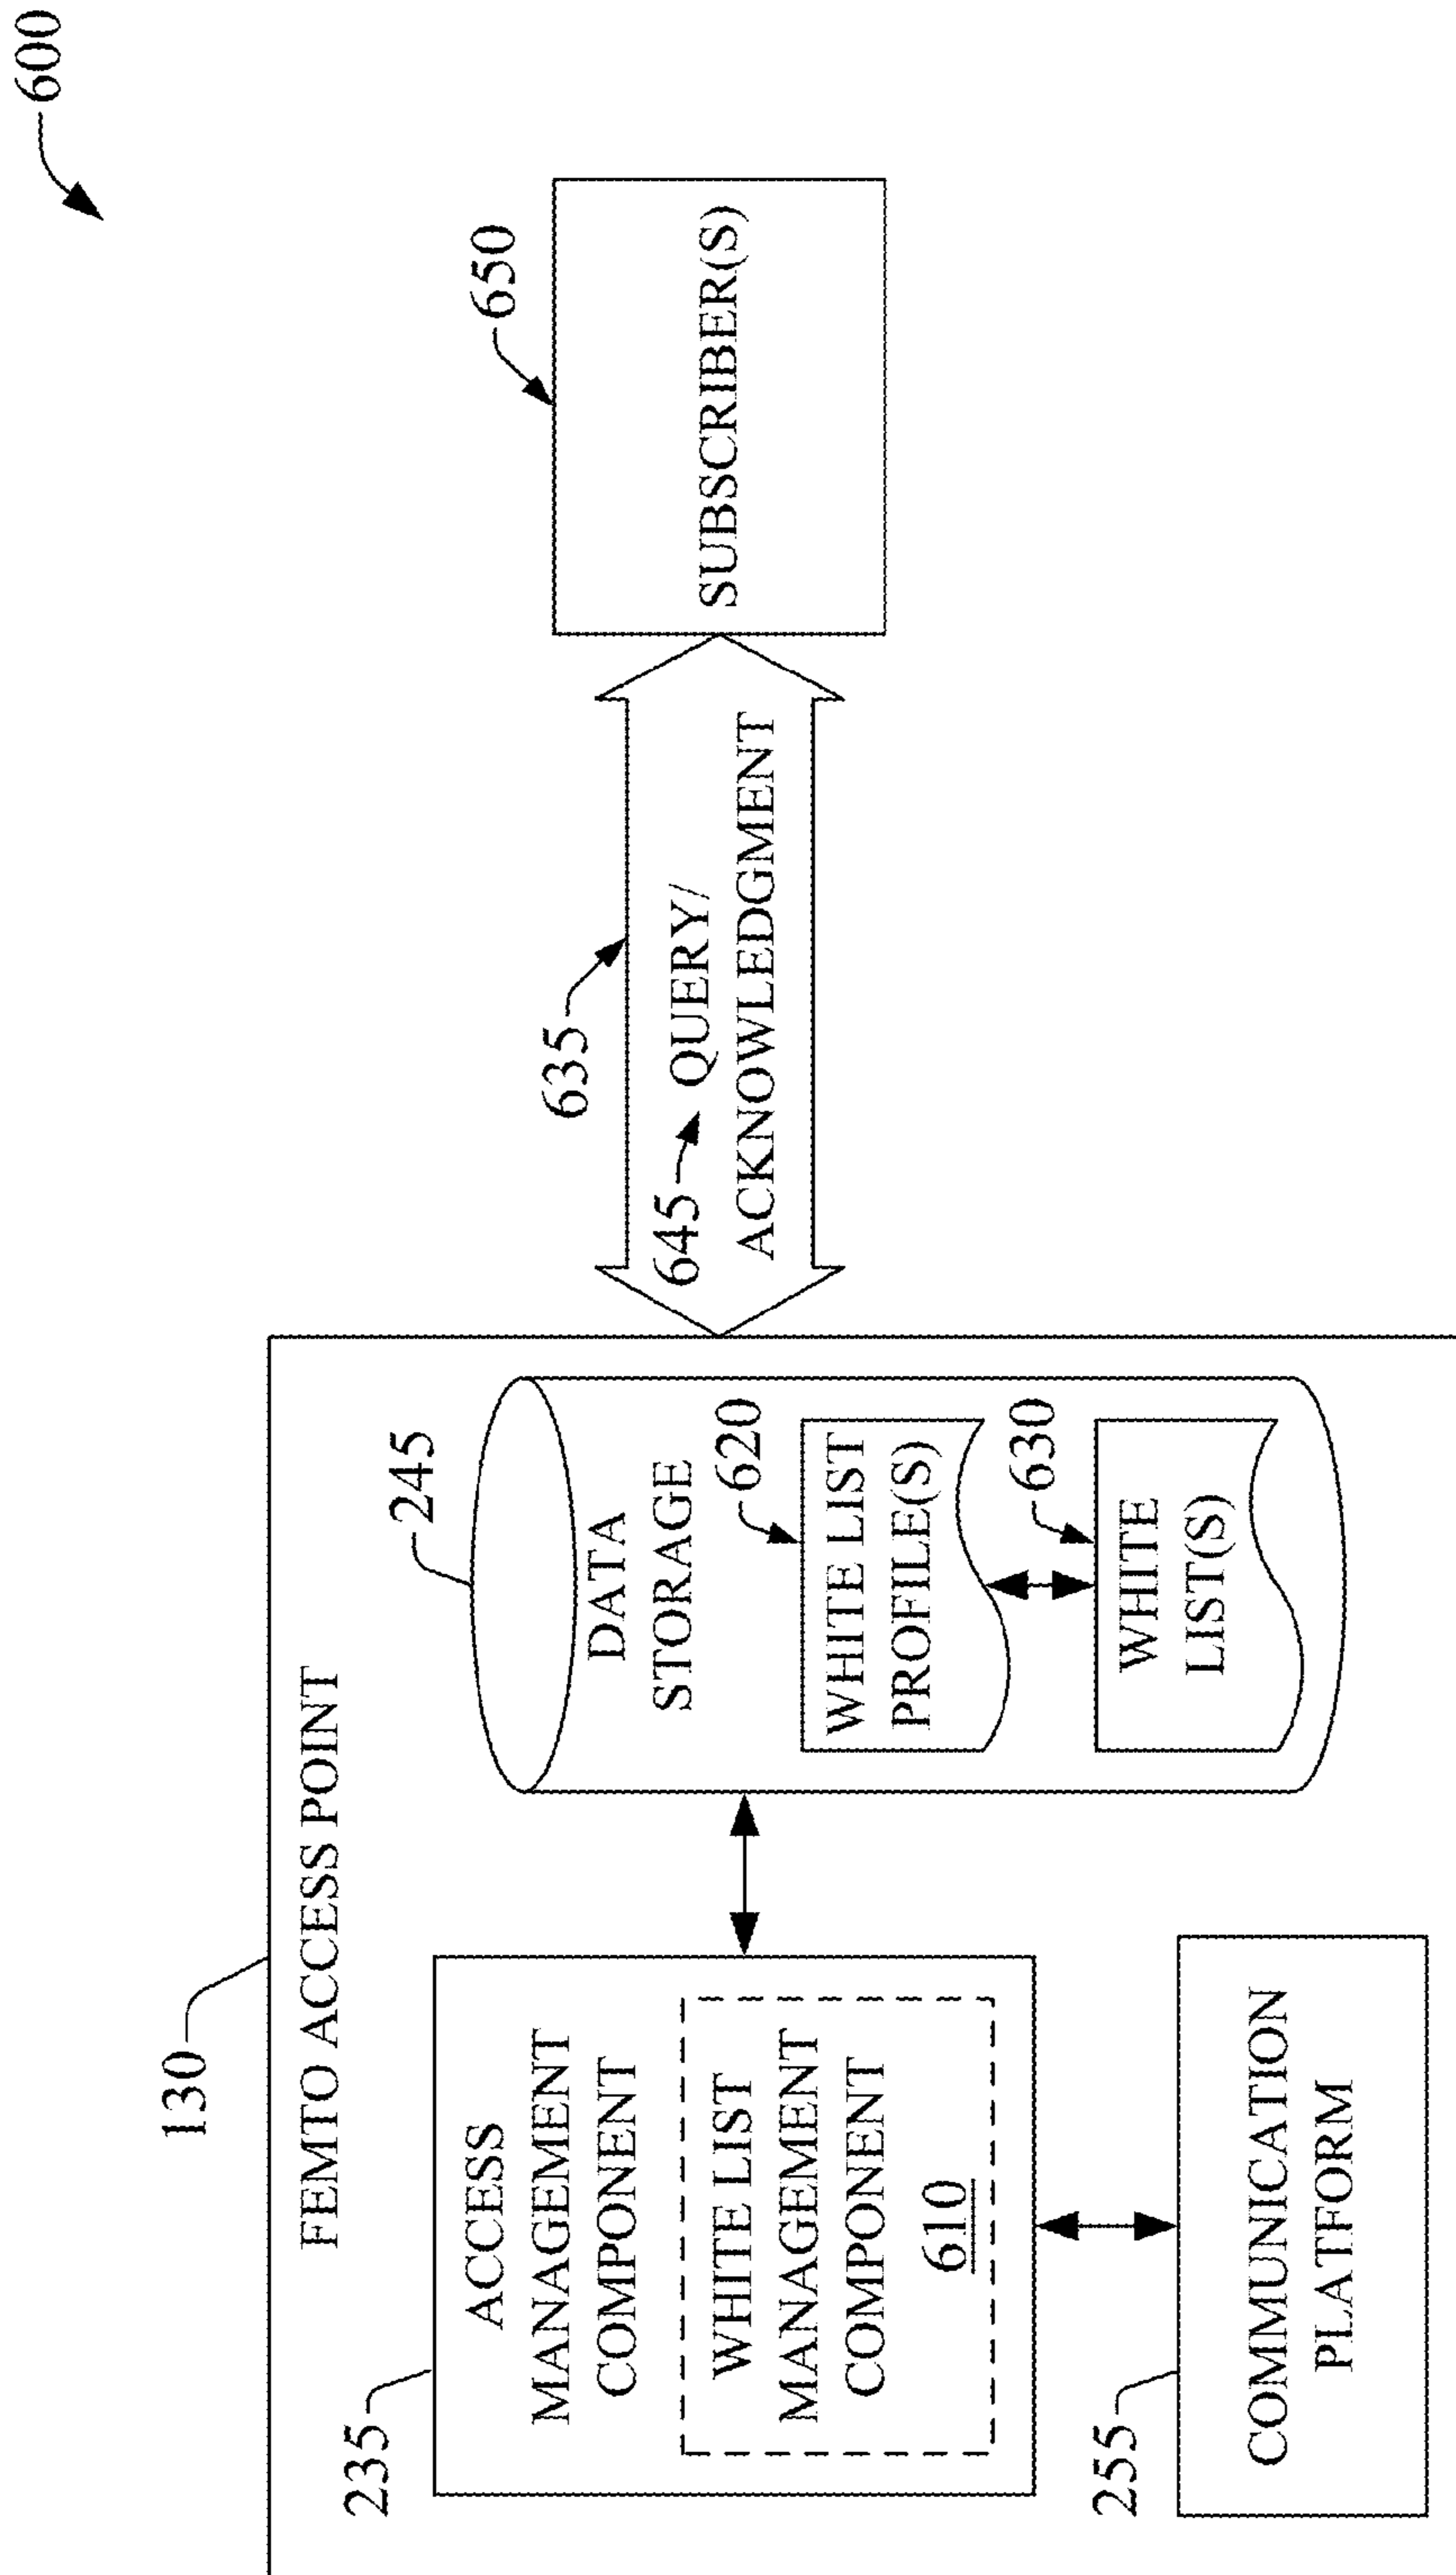 600
130
FEMTO ACCESS POINT
235
ACCESS
MANAGEMENT
COMPONENT
WHITE LIST
MANAGEMENT
COMPONENT
610
255
COMMUNICATION
PLATFORM
245
DATA
STORAGE
620
WHITE LIST
PROFILE(S)
630
WHITE
LIST(S)
635
645
QUERY/
ACKNOWLEDGMENT
650
SUBSCRIBER(S)